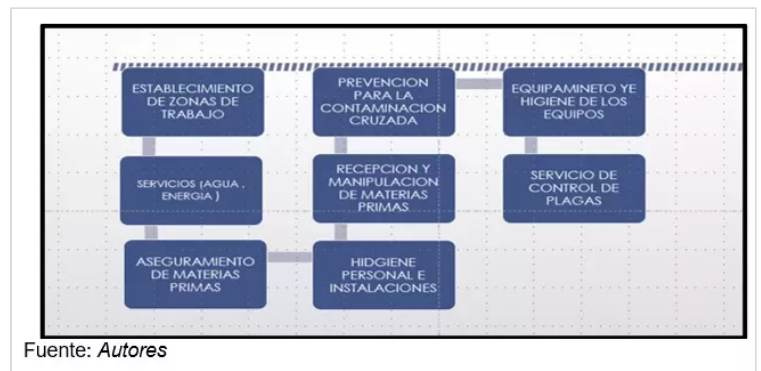 ESTABLECIMIENTO
DE ZONAS DE
TRABAJO
SERVICIOS (AGUA ,
ENERGIA )
ASEGURAMIENTO
DE MATERIAS
PRIMAS
HIDGIENE
PERSONAL E
INSTALACIONES
RECEPCION Y
MANIPULACION
DE MATERIAS
PRIMAS
PREVENCION
PARA LA
CONTAMINACION
CRUZADA
EQUIPAMINETO YE
HIGIENE DE LOS
EQUIPOS
SERVICIO DE
CONTROL DE
PLAGAS
Fuente: Autores